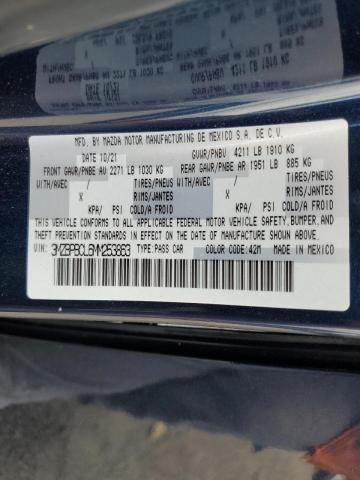 MFD. BY MAZDA MOTOR MANUFACTURING DE MEXICO S.A. DE C.V.
DATE 10/21 GVWR/PNBV 4211 LB 1910 KG
FRONT GAWR/PNBE AV 2271 LB 1030 KG REAR GAWR/PNBE AR 1951 LB 885 KG
WITH/AVEC / TIRES/PNEUS WITH/AVEC / TIRES/PNEUS
X RIMS/JANTES X RIMS/JANTES
KPA/ PSI COLD/A FROID KPA/ PSI COLD/A FROID
THIS VEHICLE CONFORMS TO ALL APPLICABLE FEDERAL MOTOR VEHICLE SAFETY, BUMPER, AND
THEFT PREVENTION STANDARDS IN EFFECT ON THE DATE OF MANUFACTURE SHOWN ABOVE.
VIN: 3MZBPBCL6MM253863 TYPE:PASS CAR COLOR CODE:42M MADE IN MEXICO